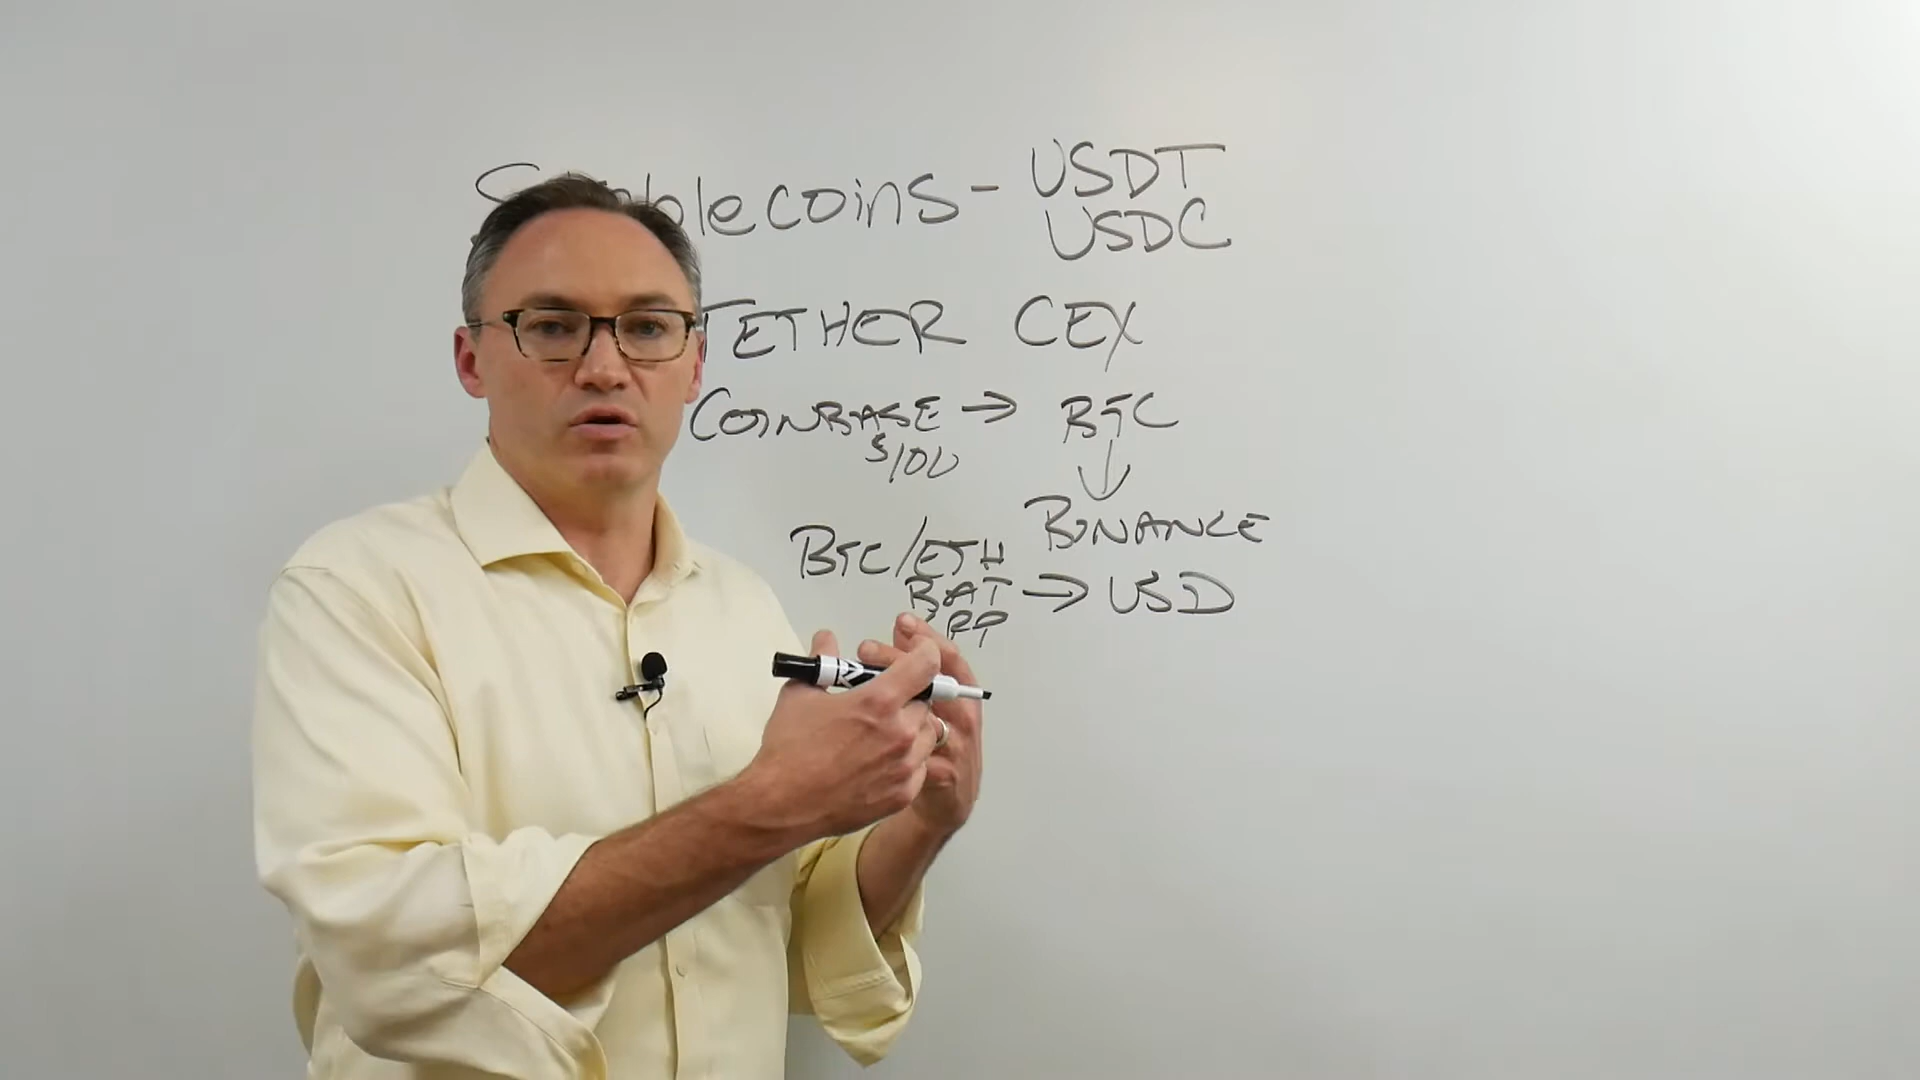 Stablecoins - USDT
USDC
TETHER CEX
COINBASE → BTC
$100
↓
BINANCE
BTC/ETH
BAT → USD